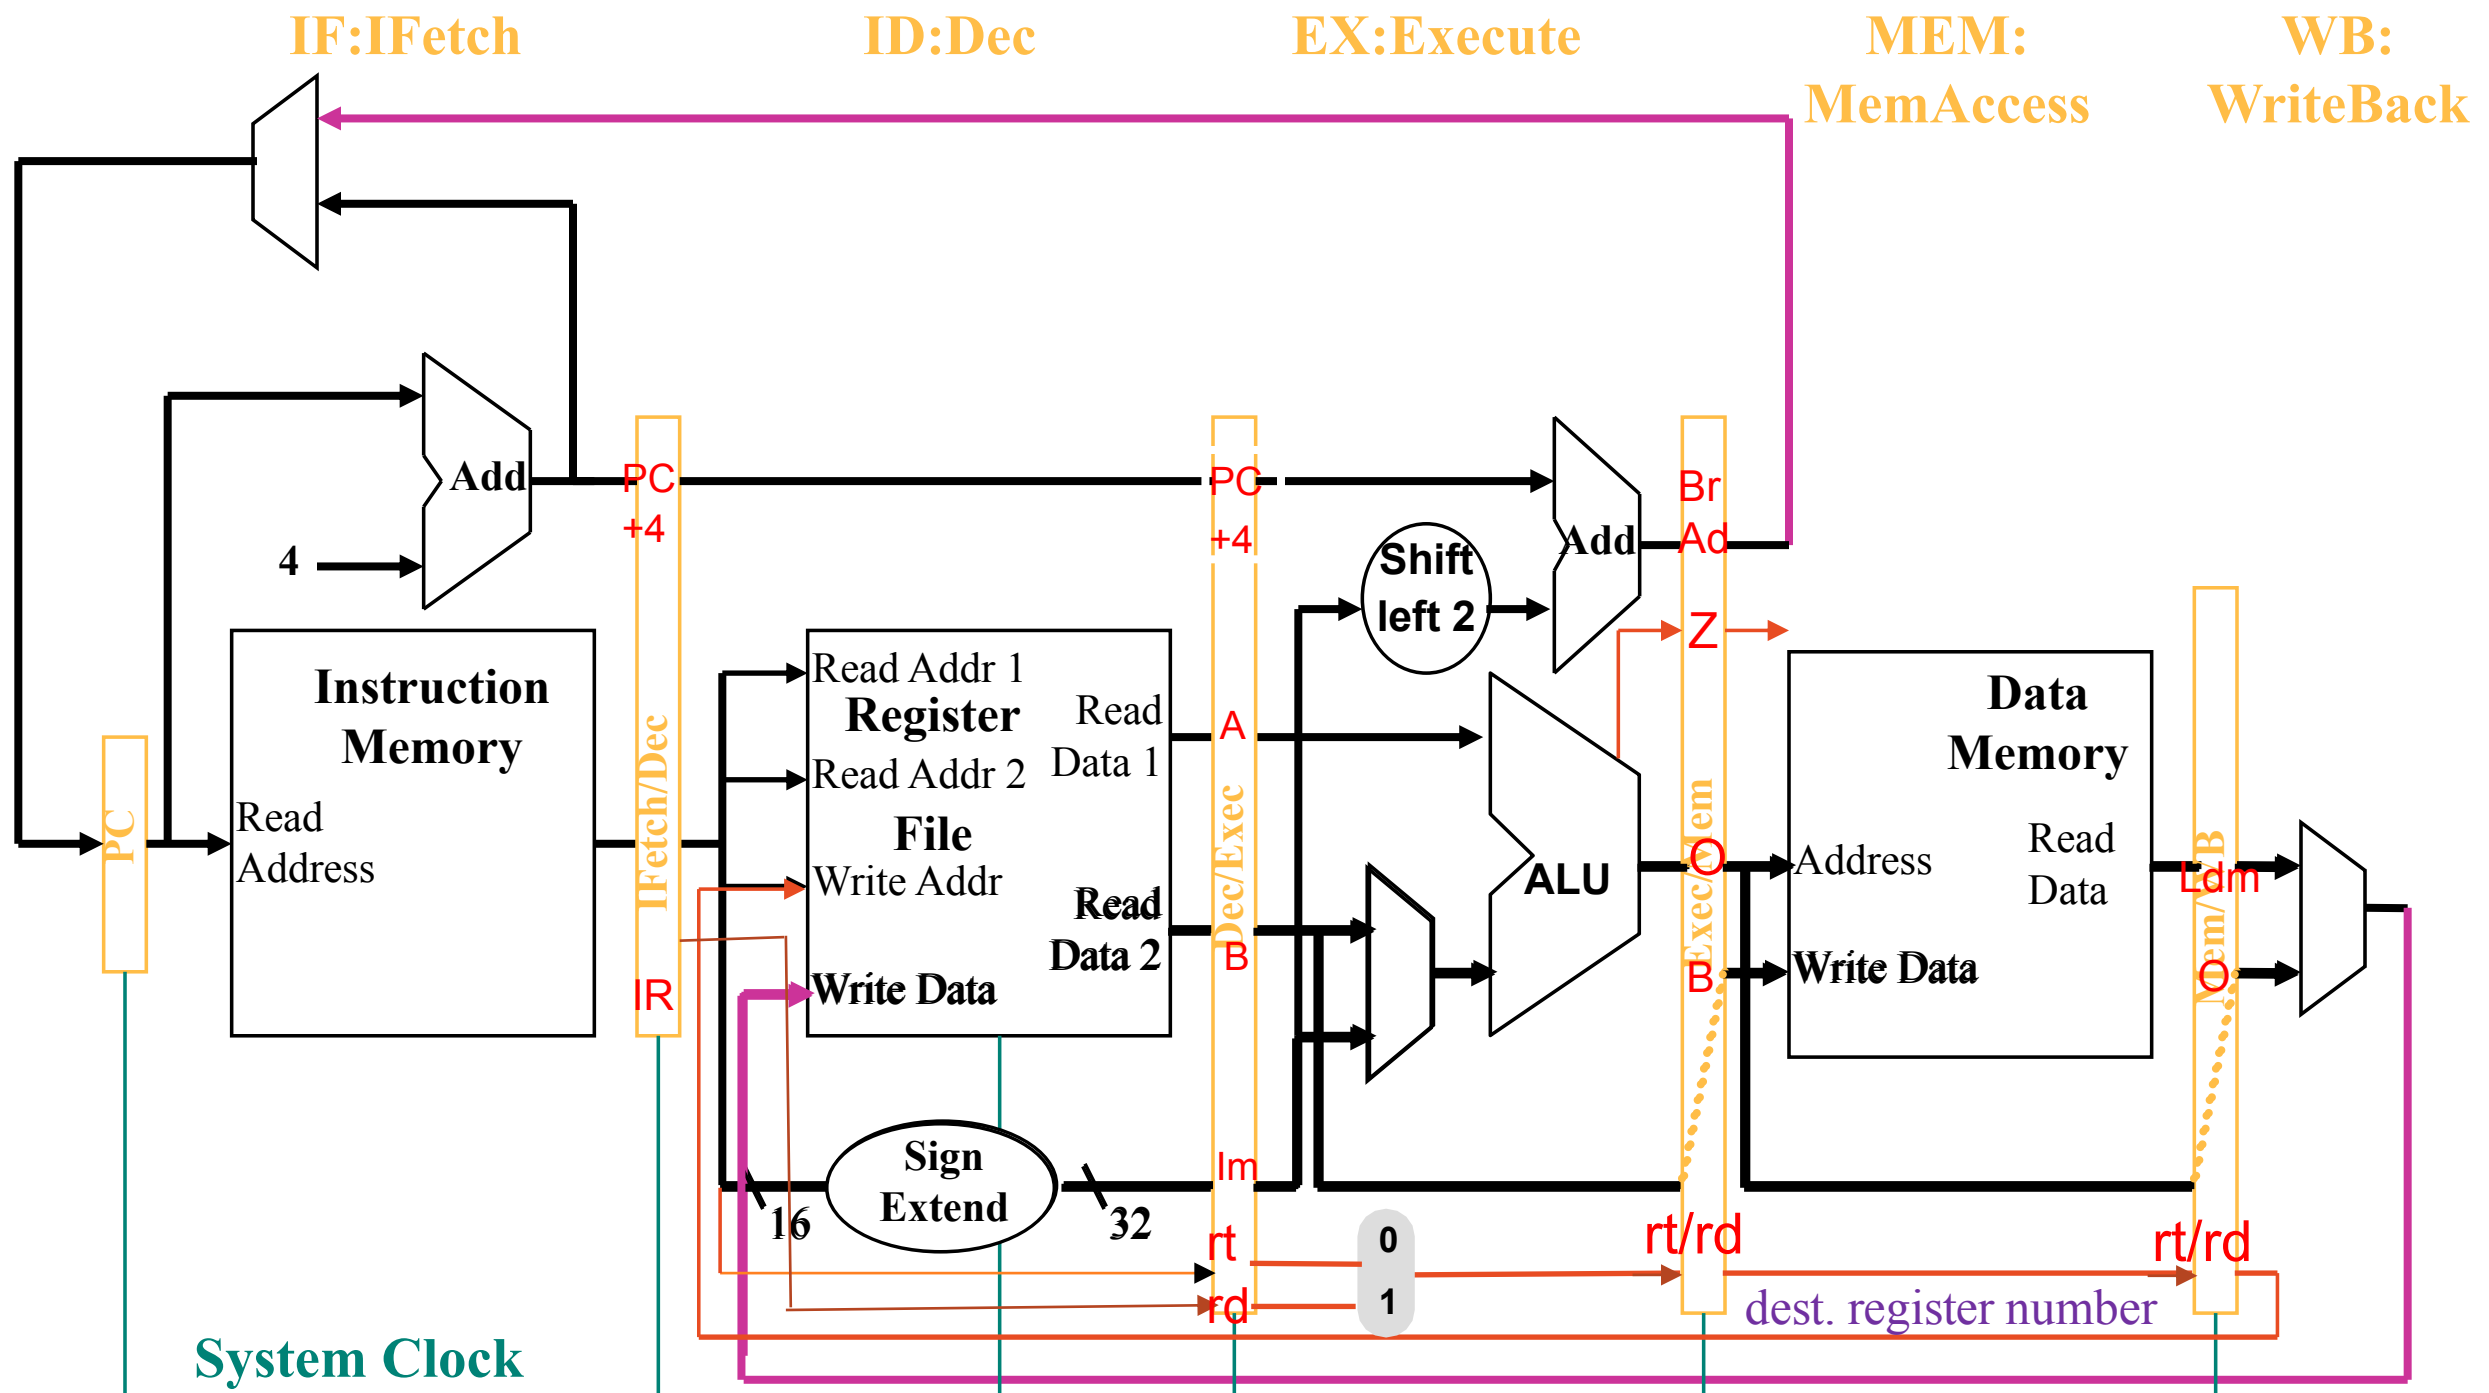 IF:IFetch
ID:Dec
EX:Execute
MEM:
MemAccess
WB:
WriteBack
Add
4
PC
+4
PC
+4
Shift
left 2
Add
Br
Ad
Z
Instruction
Memory
Read
Address
PC
IFetch/Dec
IR
Read Addr 1
Register
Read Addr 2
File
Write Addr
Write Data
Read
Data 1
Read
Data 2
A
Dec/Exec
B
ALU
Exec/Mem
O
B
Data
Memory
Address
Read
Data
Write Data
Ldm
Mem/WB
O
Sign
Extend
16
32
Im
rt
rd
0
1
rt/rd
rt/rd
dest. register number
System Clock